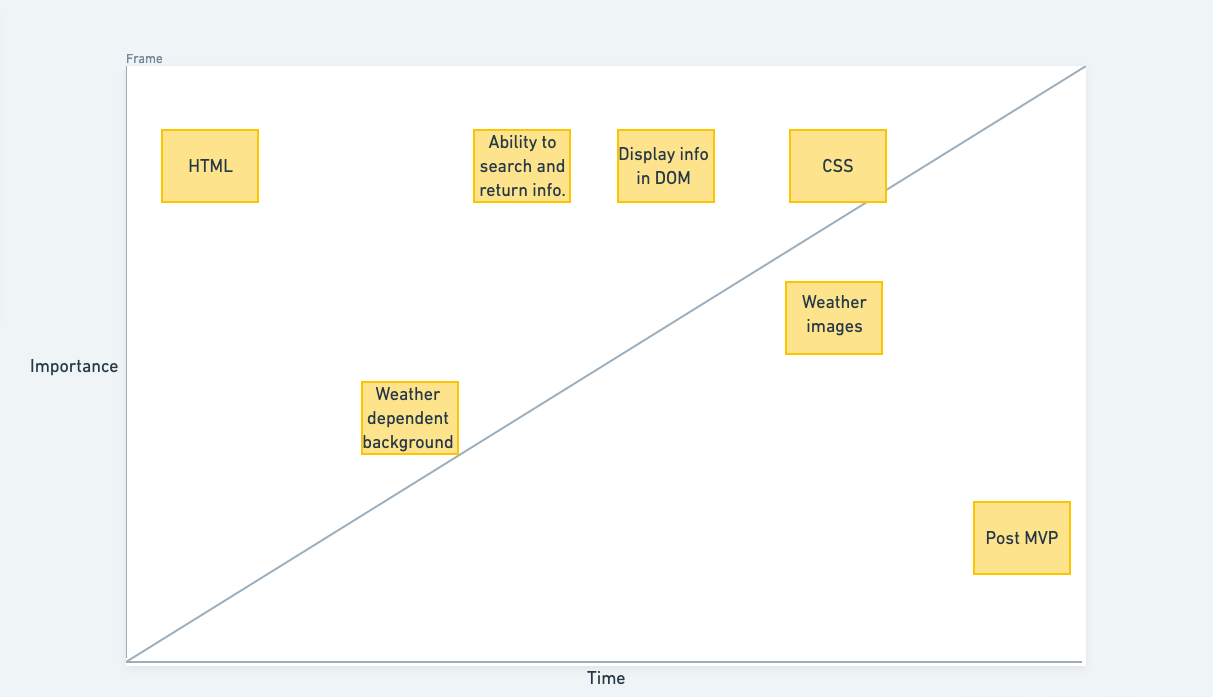 Frame
HTML
Ability to
search and
return info.
Display info
in DOM
CSS
Weather
images
Importance
Weather
dependent
background
Post MVP
Time